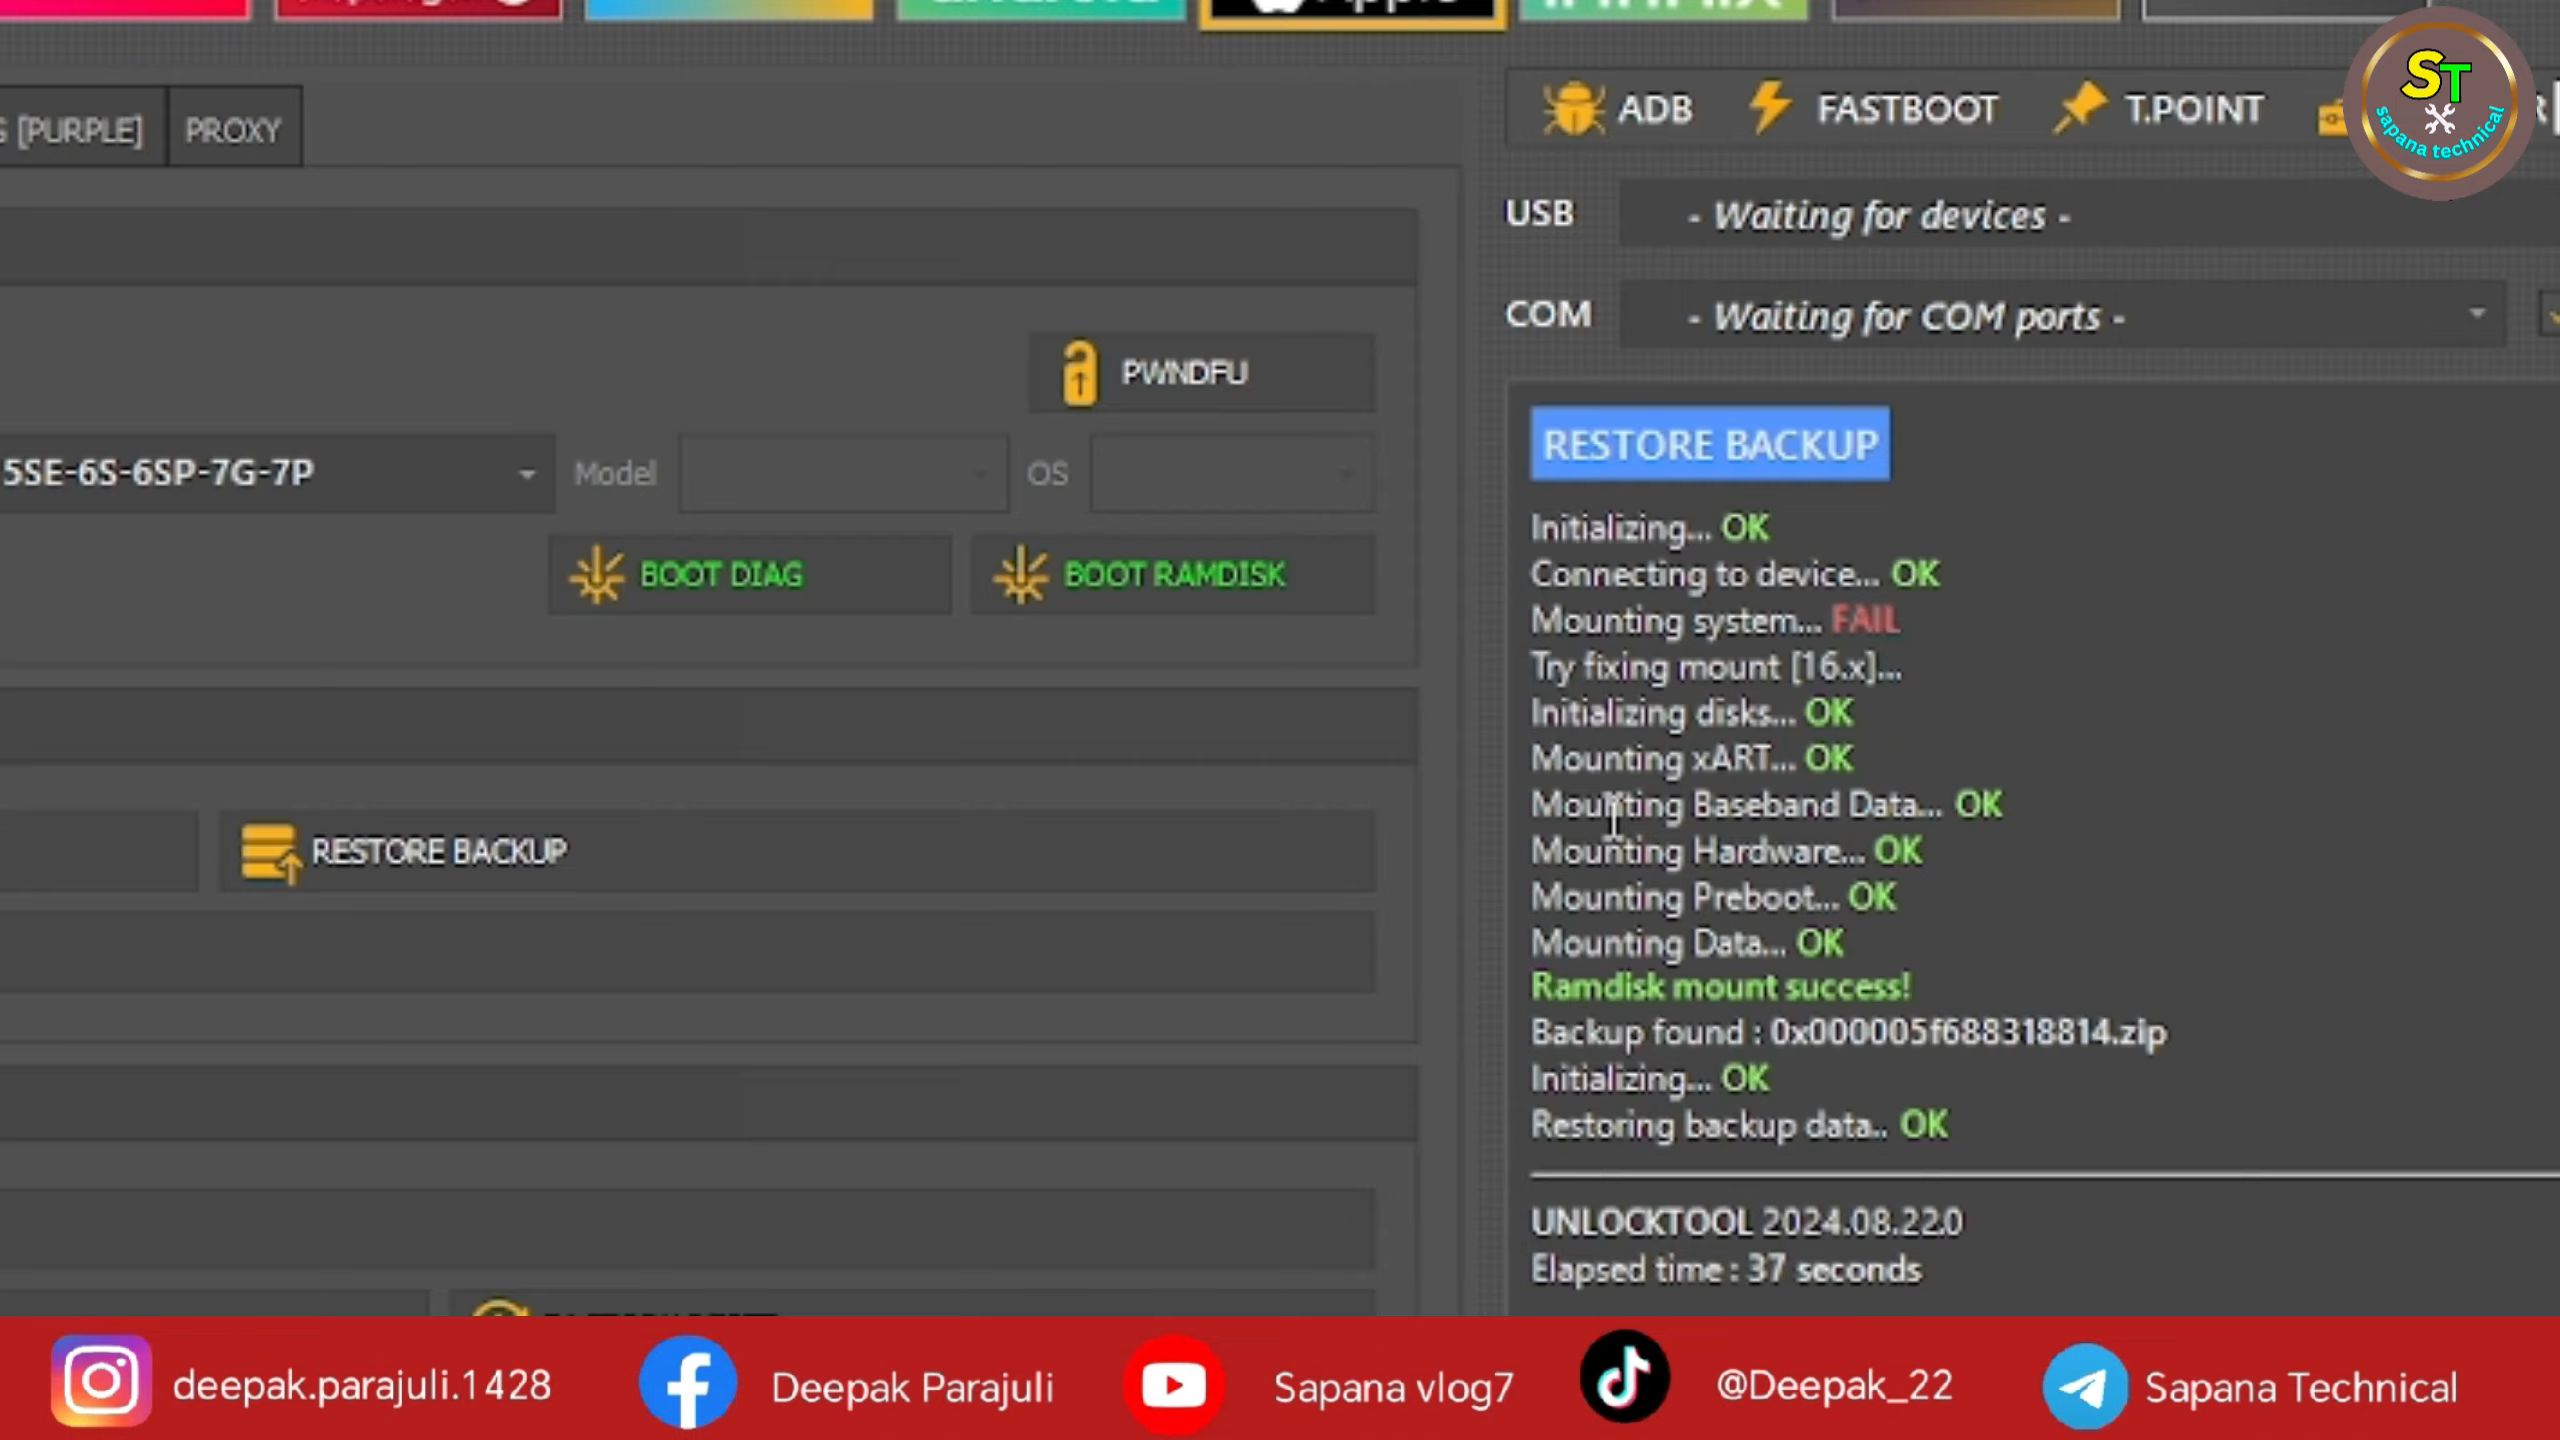 Apple
ST
sapana technical
S [PURPLE]
PROXY
ADB
FASTBOOT
T.POINT
USB
- Waiting for devices -
COM
- Waiting for COM ports -
PWNDFU
5SE-6S-6SP-7G-7P
Model
OS
BOOT DIAG
BOOT RAMDISK
RESTORE BACKUP
RESTORE BACKUP
Initializing... OK
Connecting to device... OK
Mounting system... FAIL
Try fixing mount [16.x]...
Initializing disks... OK
Mounting xART... OK
Mounting Baseband Data... OK
Mounting Hardware... OK
Mounting Preboot... OK
Mounting Data... OK
Ramdisk mount success!
Backup found : 0x000005f688318814.zip
Initializing... OK
Restoring backup data.. OK
UNLOCKTOOL 2024.08.22.0
Elapsed time : 37 seconds
deepak.parajuli.1428
Deepak Parajuli
Sapana vlog7
@Deepak_22
Sapana Technical